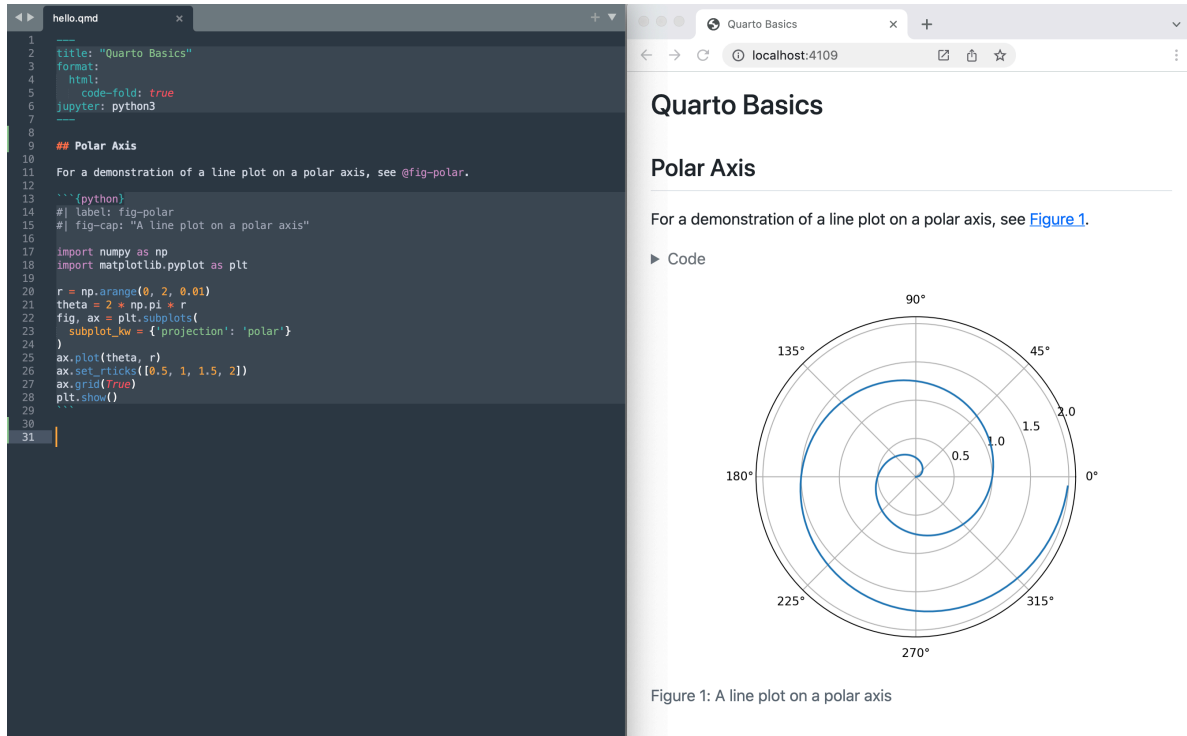 hello.qmd
1 ---
2 title: "Quarto Basics"
3 format:
4   html:
5     code-fold: true
6 jupyter: python3
7 ---
8
9 ## Polar Axis
10
11 For a demonstration of a line plot on a polar axis, see @fig-polar.
12
13 ```{python}
14 #| label: fig-polar
15 #| fig-cap: "A line plot on a polar axis"
16
17 import numpy as np
18 import matplotlib.pyplot as plt
19
20 r = np.arange(0, 2, 0.01)
21 theta = 2 * np.pi * r
22 fig, ax = plt.subplots(
23   subplot_kw = {'projection': 'polar'}
24 )
25 ax.plot(theta, r)
26 ax.set_rticks([0.5, 1, 1.5, 2])
27 ax.grid(True)
28 plt.show()
29 ```
30
31
Quarto Basics
localhost:4109
Quarto Basics
Polar Axis
For a demonstration of a line plot on a polar axis, see Figure 1.
Code
90°
135°
45°
2.0
1.5
1.0
0.5
180°
0°
225°
315°
270°
Figure 1: A line plot on a polar axis